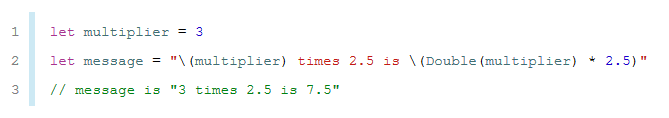 1 let multiplier = 3
2 let message = "\(multiplier) times 2.5 is \(Double(multiplier) * 2.5)"
3 // message is "3 times 2.5 is 7.5"